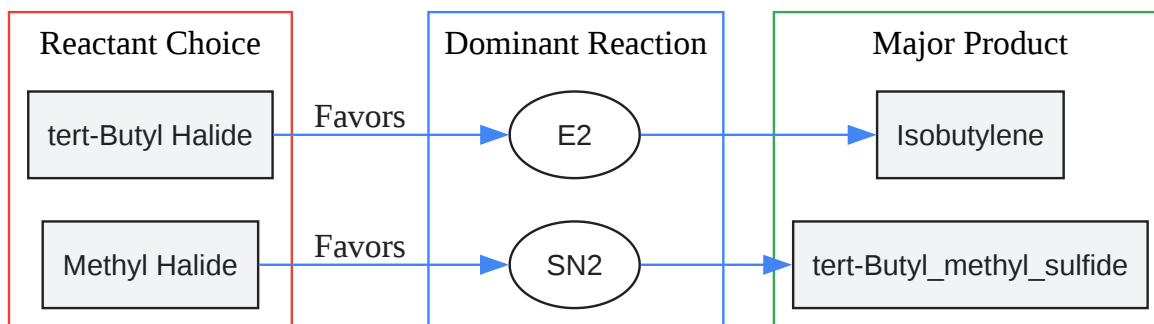 Reactant Choice
Dominant Reaction
Major Product
tert-Butyl Halide
Favors
E2
Isobutylene
Methyl Halide
Favors
SN2
tert-Butyl_methyl_sulfide